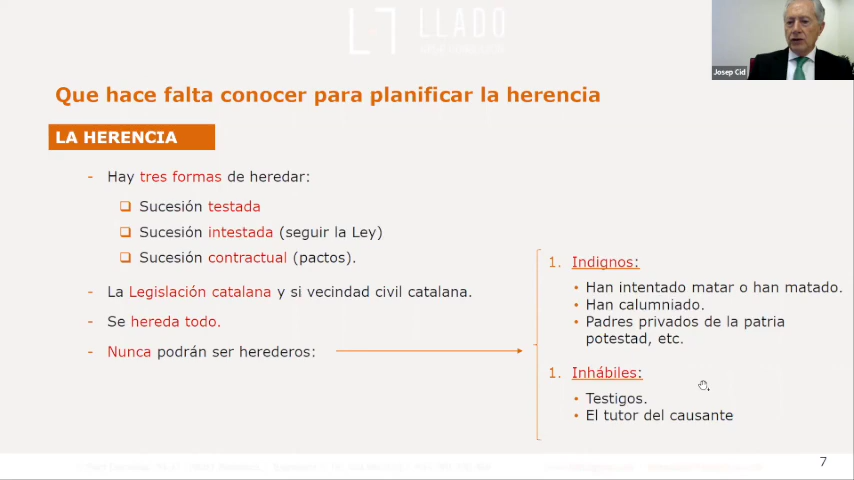 LLADO
Josep Cid
Que hace falta conocer para planificar la herencia
LA HERENCIA
- Hay tres formas de heredar:
❑ Sucesión testada
❑ Sucesión intestada (seguir la Ley)
❑ Sucesión contractual (pactos).
- La Legislación catalana y si vecindad civil catalana.
- Se hereda todo.
- Nunca podrán ser herederos:
1. Indignos:
• Han intentado matar o han matado.
• Han calumniado.
• Padres privados de la patria
potestad, etc.
1. Inhábiles:
• Testigos.
• El tutor del causante
7